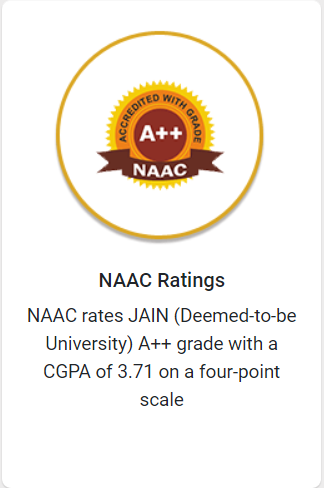 ACCREDITED WITH GRADE
A++
NAAC
NAAC Ratings
NAAC rates JAIN (Deemed-to-be
University) A++ grade with a
CGPA of 3.71 on a four-point
scale